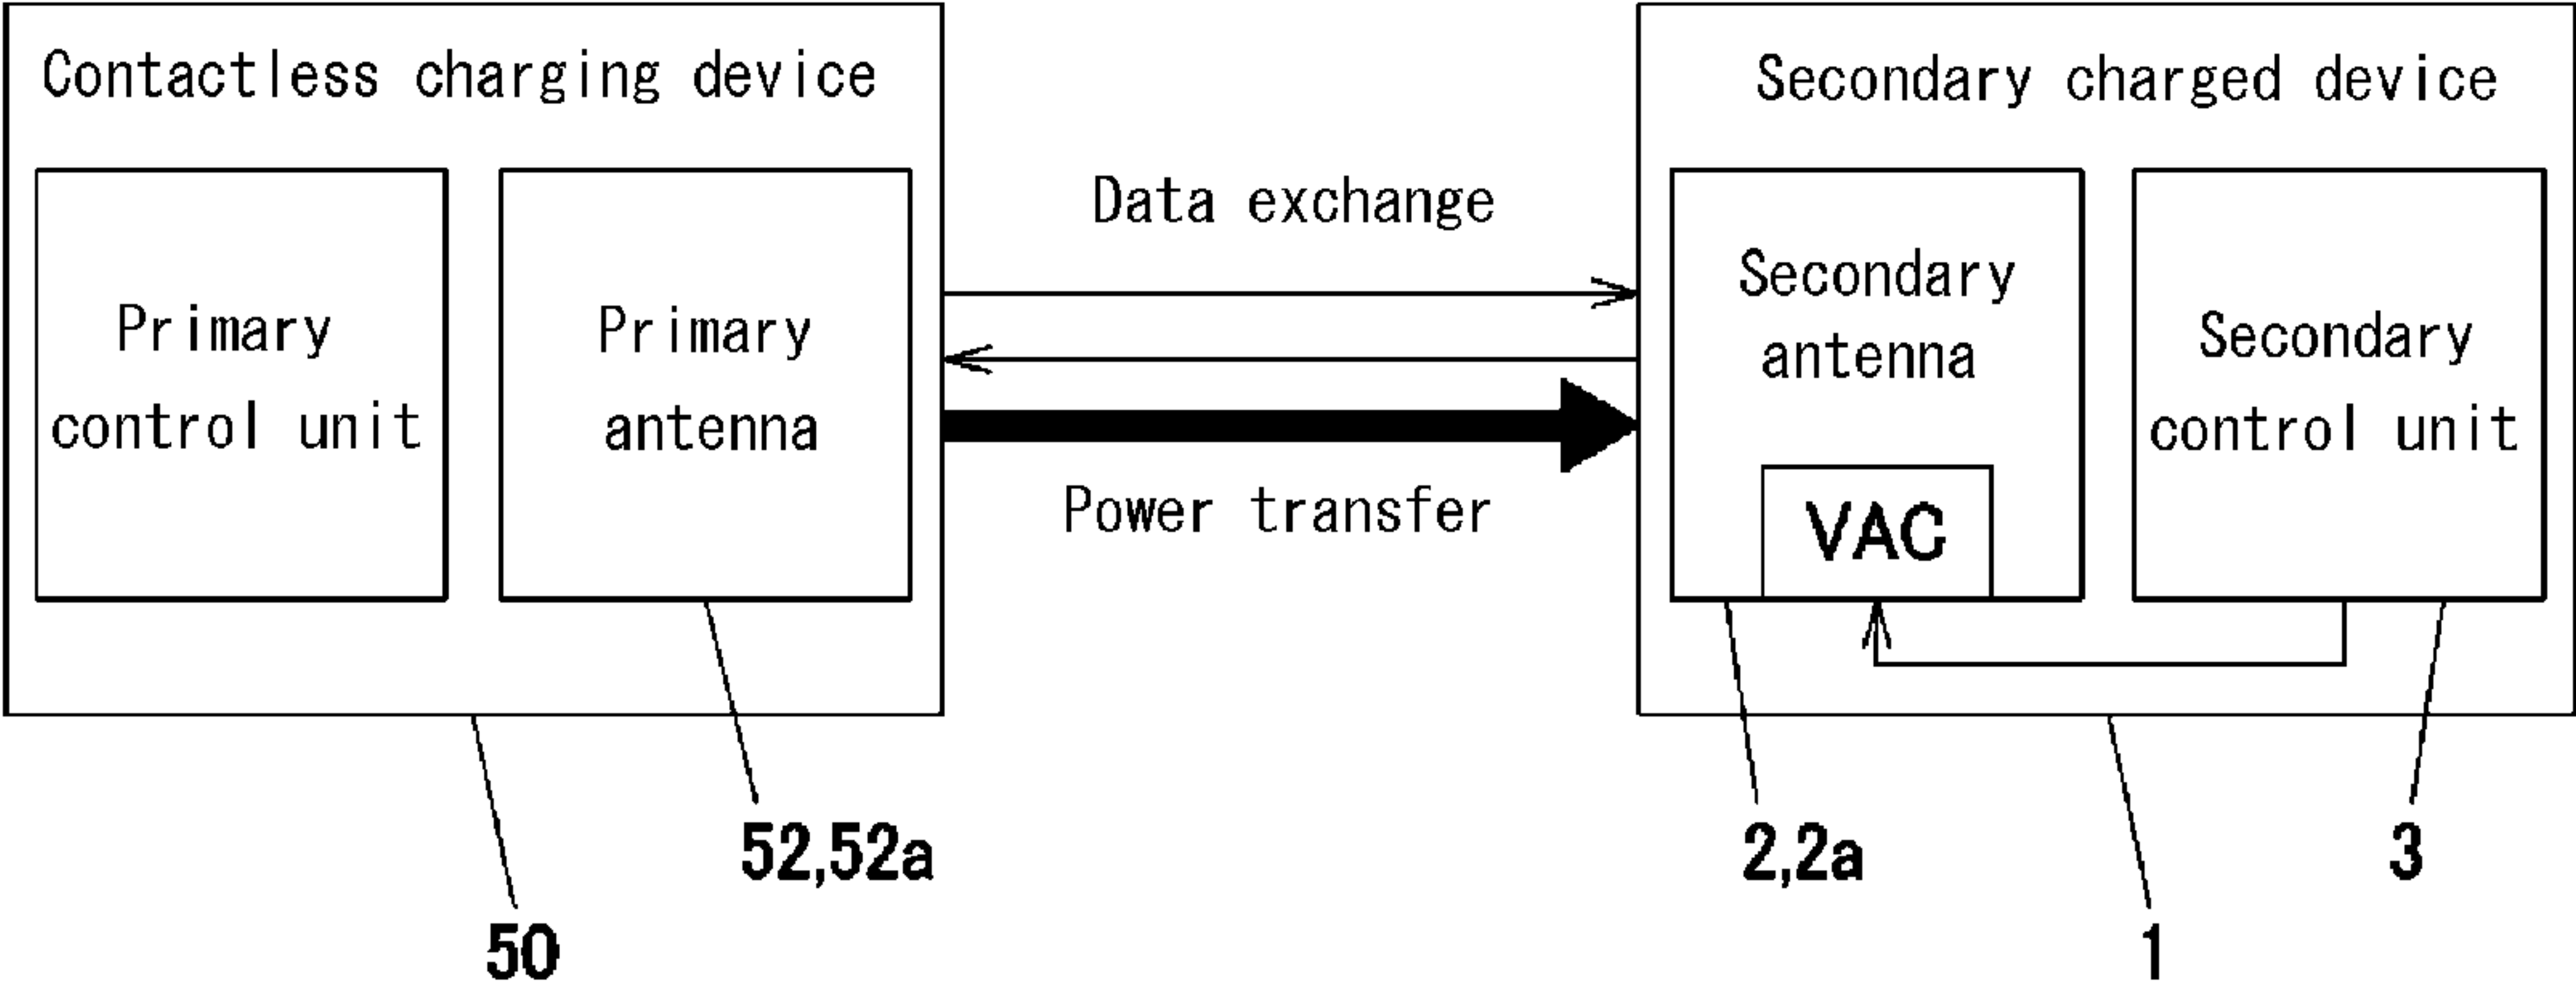 Contactless charging device
Primary
control unit
Primary
antenna
Data exchange
Power transfer
Secondary charged device
Secondary
antenna
VAC
Secondary
control unit
52,52a
50
2,2a
3
1